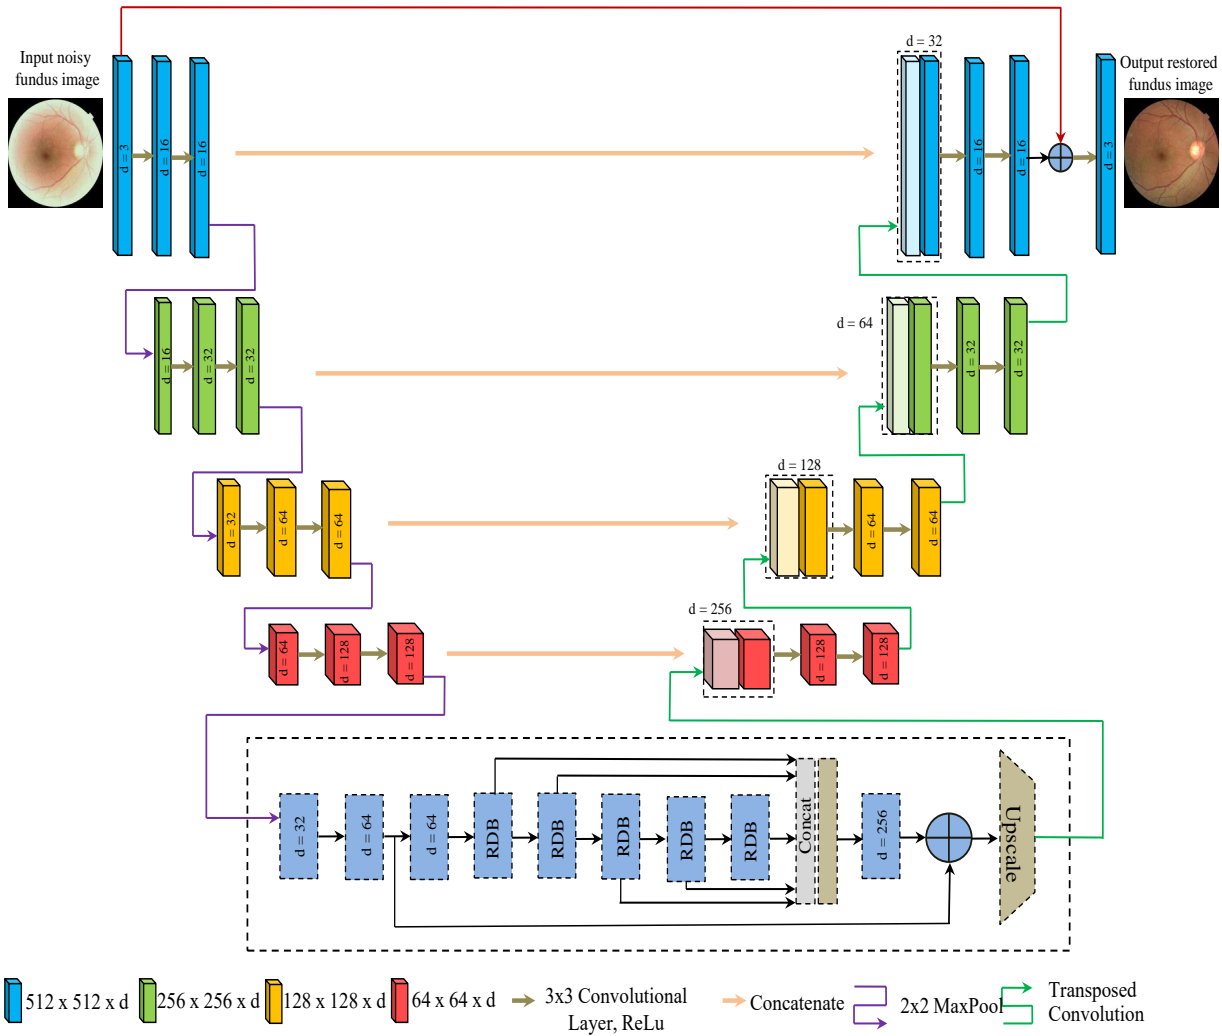 Input noisy
fundus image
d = 3
d = 16
d = 16
d = 32
d = 16
d = 16
d = 3
Output restored
fundus image
d = 16
d = 32
d = 32
d = 64
d = 32
d = 32
d = 32
d = 64
d = 64
d = 128
d = 64
d = 64
d = 64
d = 128
d = 128
d = 256
d = 128
d = 128
d = 32
d = 64
d = 64
RDB
RDB
RDB
RDB
RDB
Concat
d = 256
Upscale
512 x 512 x d
256 x 256 x d
128 x 128 x d
64 x 64 x d
3x3 Convolutional
Layer, ReLu
Concatenate
2x2 MaxPool
Transposed
Convolution